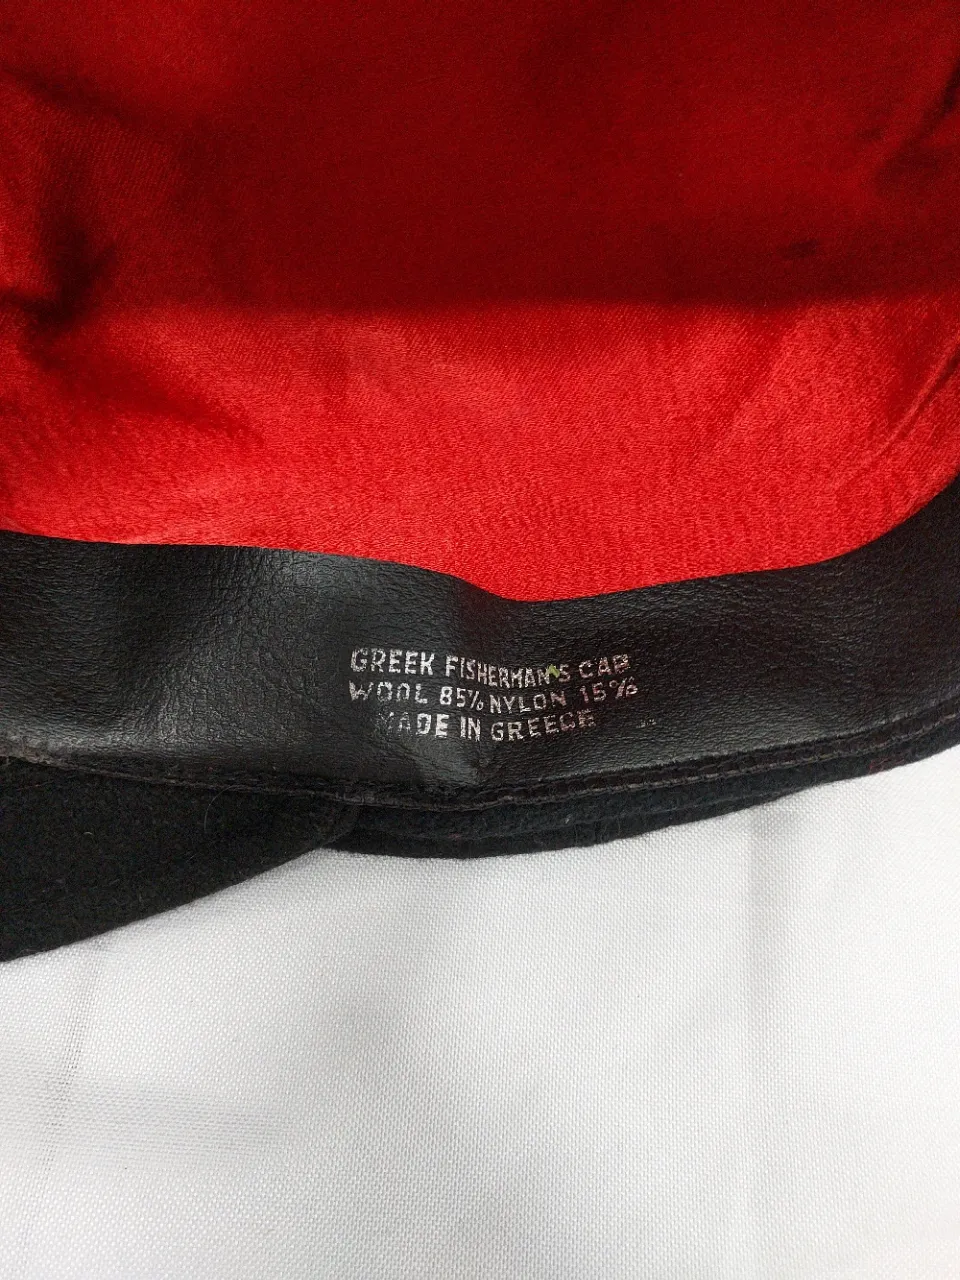 GREEK FISHERMAN'S CAP
WOOL 85% NYLON 15%
MADE IN GREECE